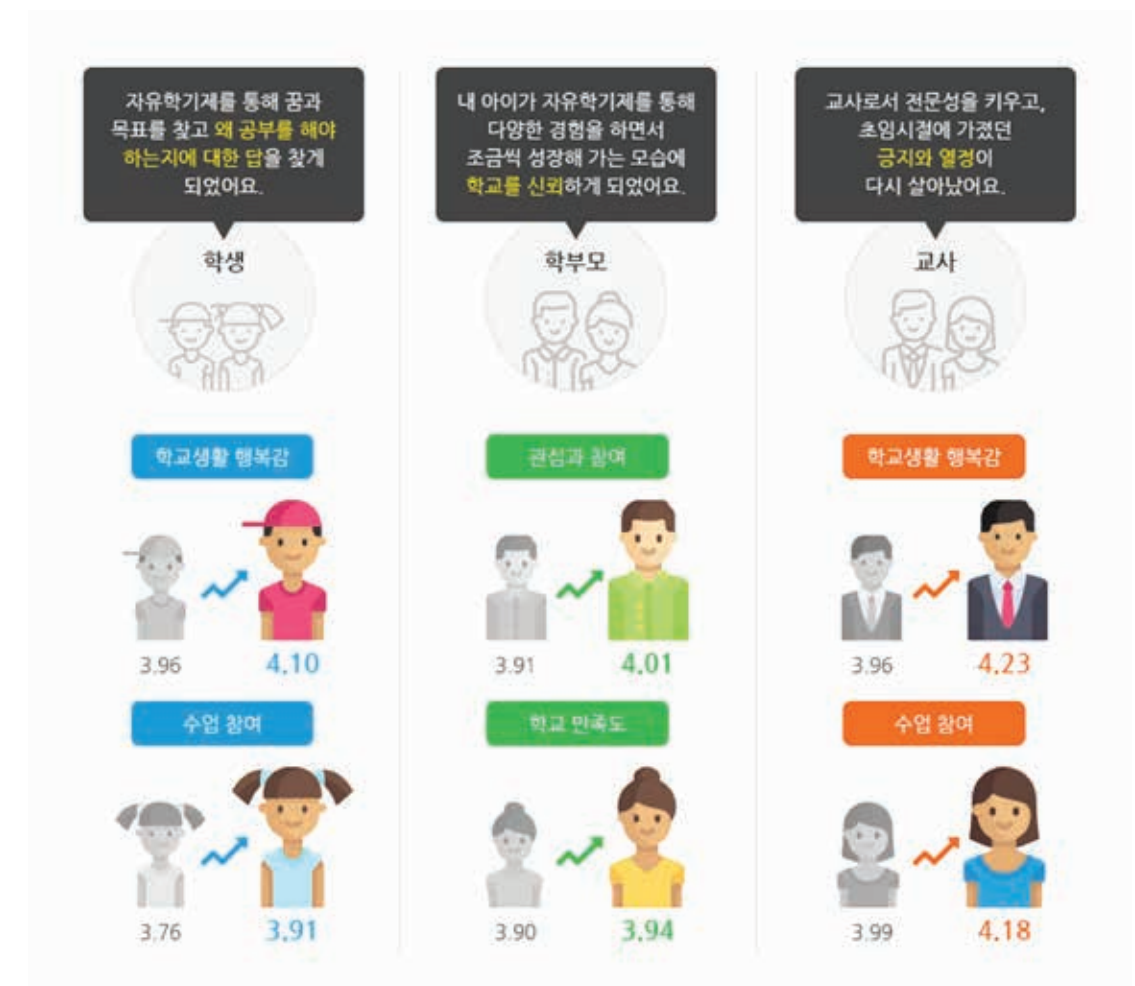 자유학기제를 통해 꿈과
목표를 찾고 왜 공부를 해야
하는지에 대한 답을 찾게
되었어요.
학생
학교생활 행복감
3.96
4.10
수업 참여
3.76
3.91
내 아이가 자유학기제를 통해
다양한 경험을 하면서
조금씩 성장해 가는 모습에
학교를 신뢰하게 되었어요.
학부모
관심과 참여
3.91
4.01
학교 만족도
3.90
3.94
교사로서 전문성을 키우고,
초임시절에 가졌던
긍지와 열정이
다시 살아났어요.
교사
학교생활 행복감
3.96
4.23
수업 참여
3.99
4.18